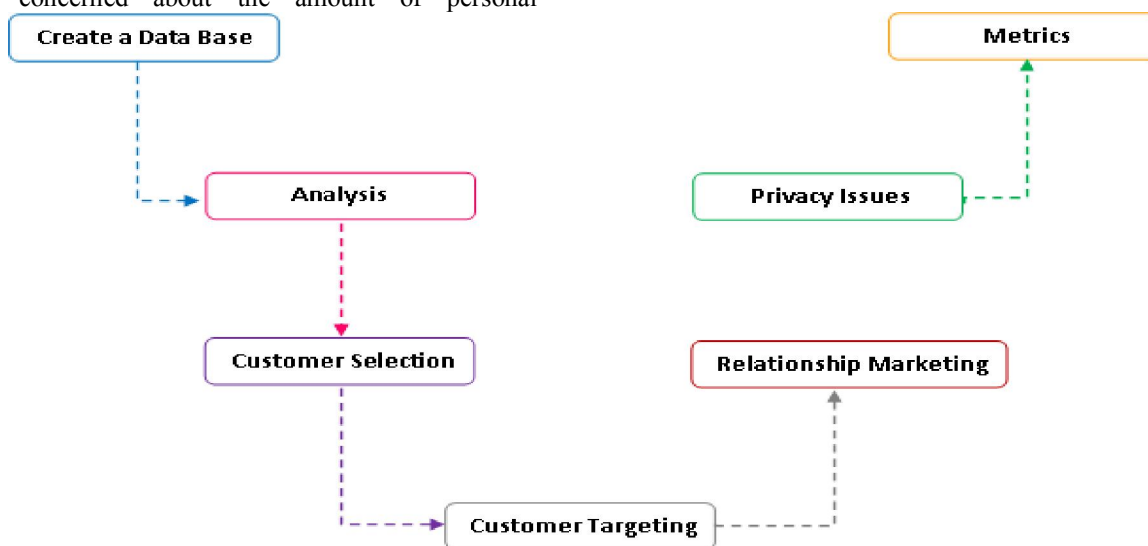 concerned about the amount of personal
Create a Data Base
Metrics
Analysis
Privacy Issues
Customer Selection
Relationship Marketing
Customer Targeting